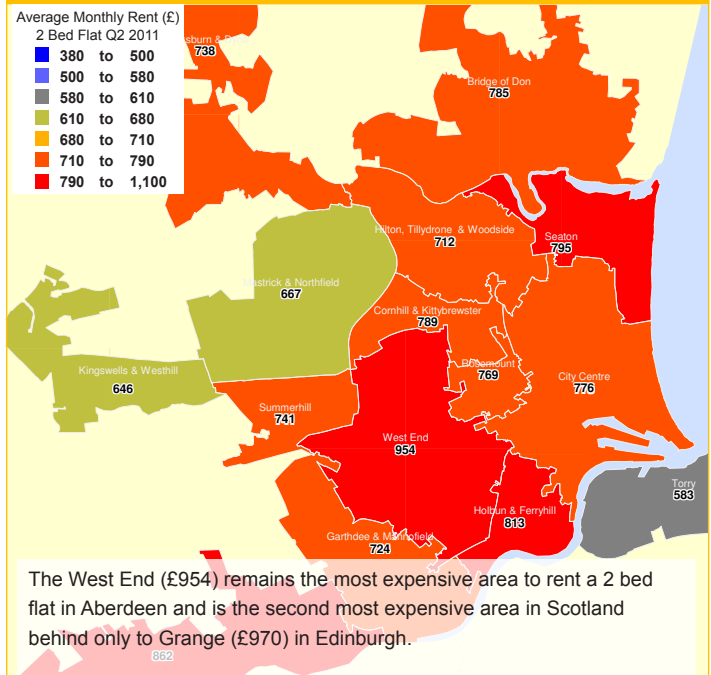 Average Monthly Rent (£)
2 Bed Flat Q2 2011
380 to 500
500 to 580
580 to 610
610 to 680
680 to 710
710 to 790
790 to 1,100
738
Bridge of Don
785
Hilton, Tillydrone & Woodside
712
Seaton
795
Mastrick & Northfield
667
Cornhill & Kittybrewster
789
Kingswells & Westhill
646
Rosemount
769
City Centre
776
Summerhill
741
West End
954
Torry
583
Holbun & Ferryhill
813
Garthdee & Mannofield
724
The West End (£954) remains the most expensive area to rent a 2 bed
flat in Aberdeen and is the second most expensive area in Scotland
behind only to Grange (£970) in Edinburgh.
862